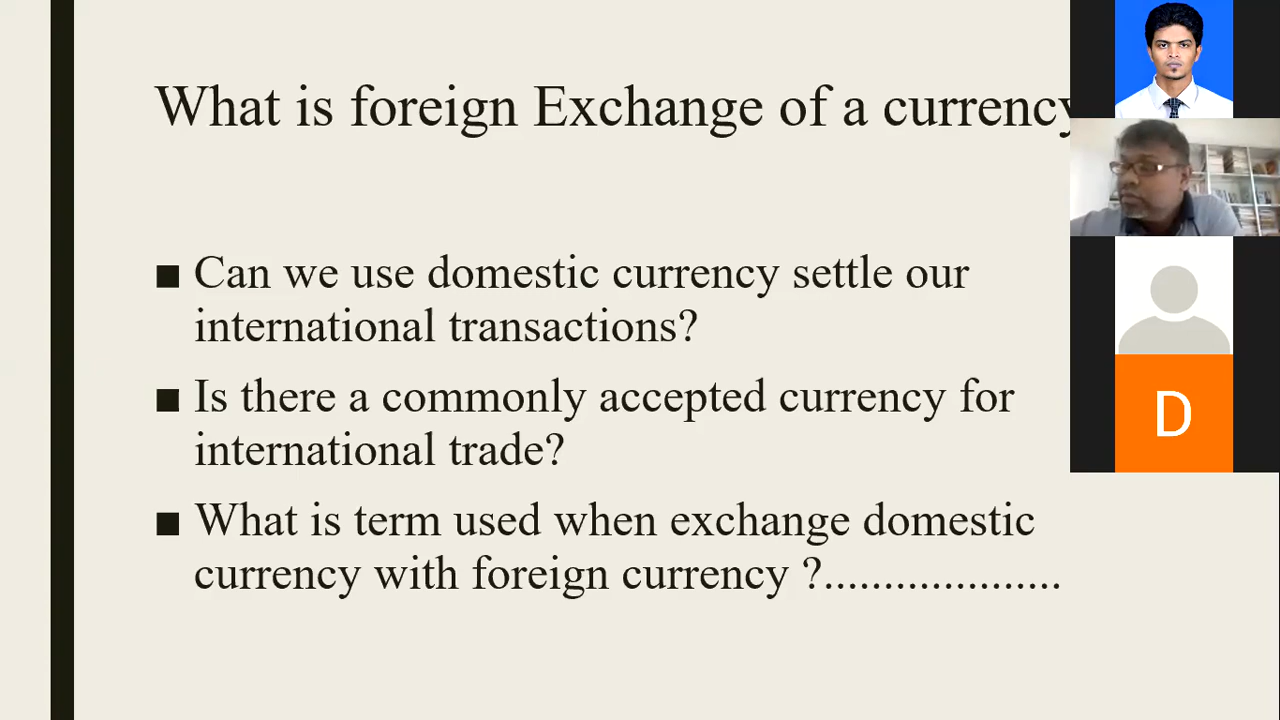 What is foreign Exchange of a currency
■ Can we use domestic currency settle our
international transactions?
■ Is there a commonly accepted currency for
international trade?
■ What is term used when exchange domestic
currency with foreign currency ?....................
D